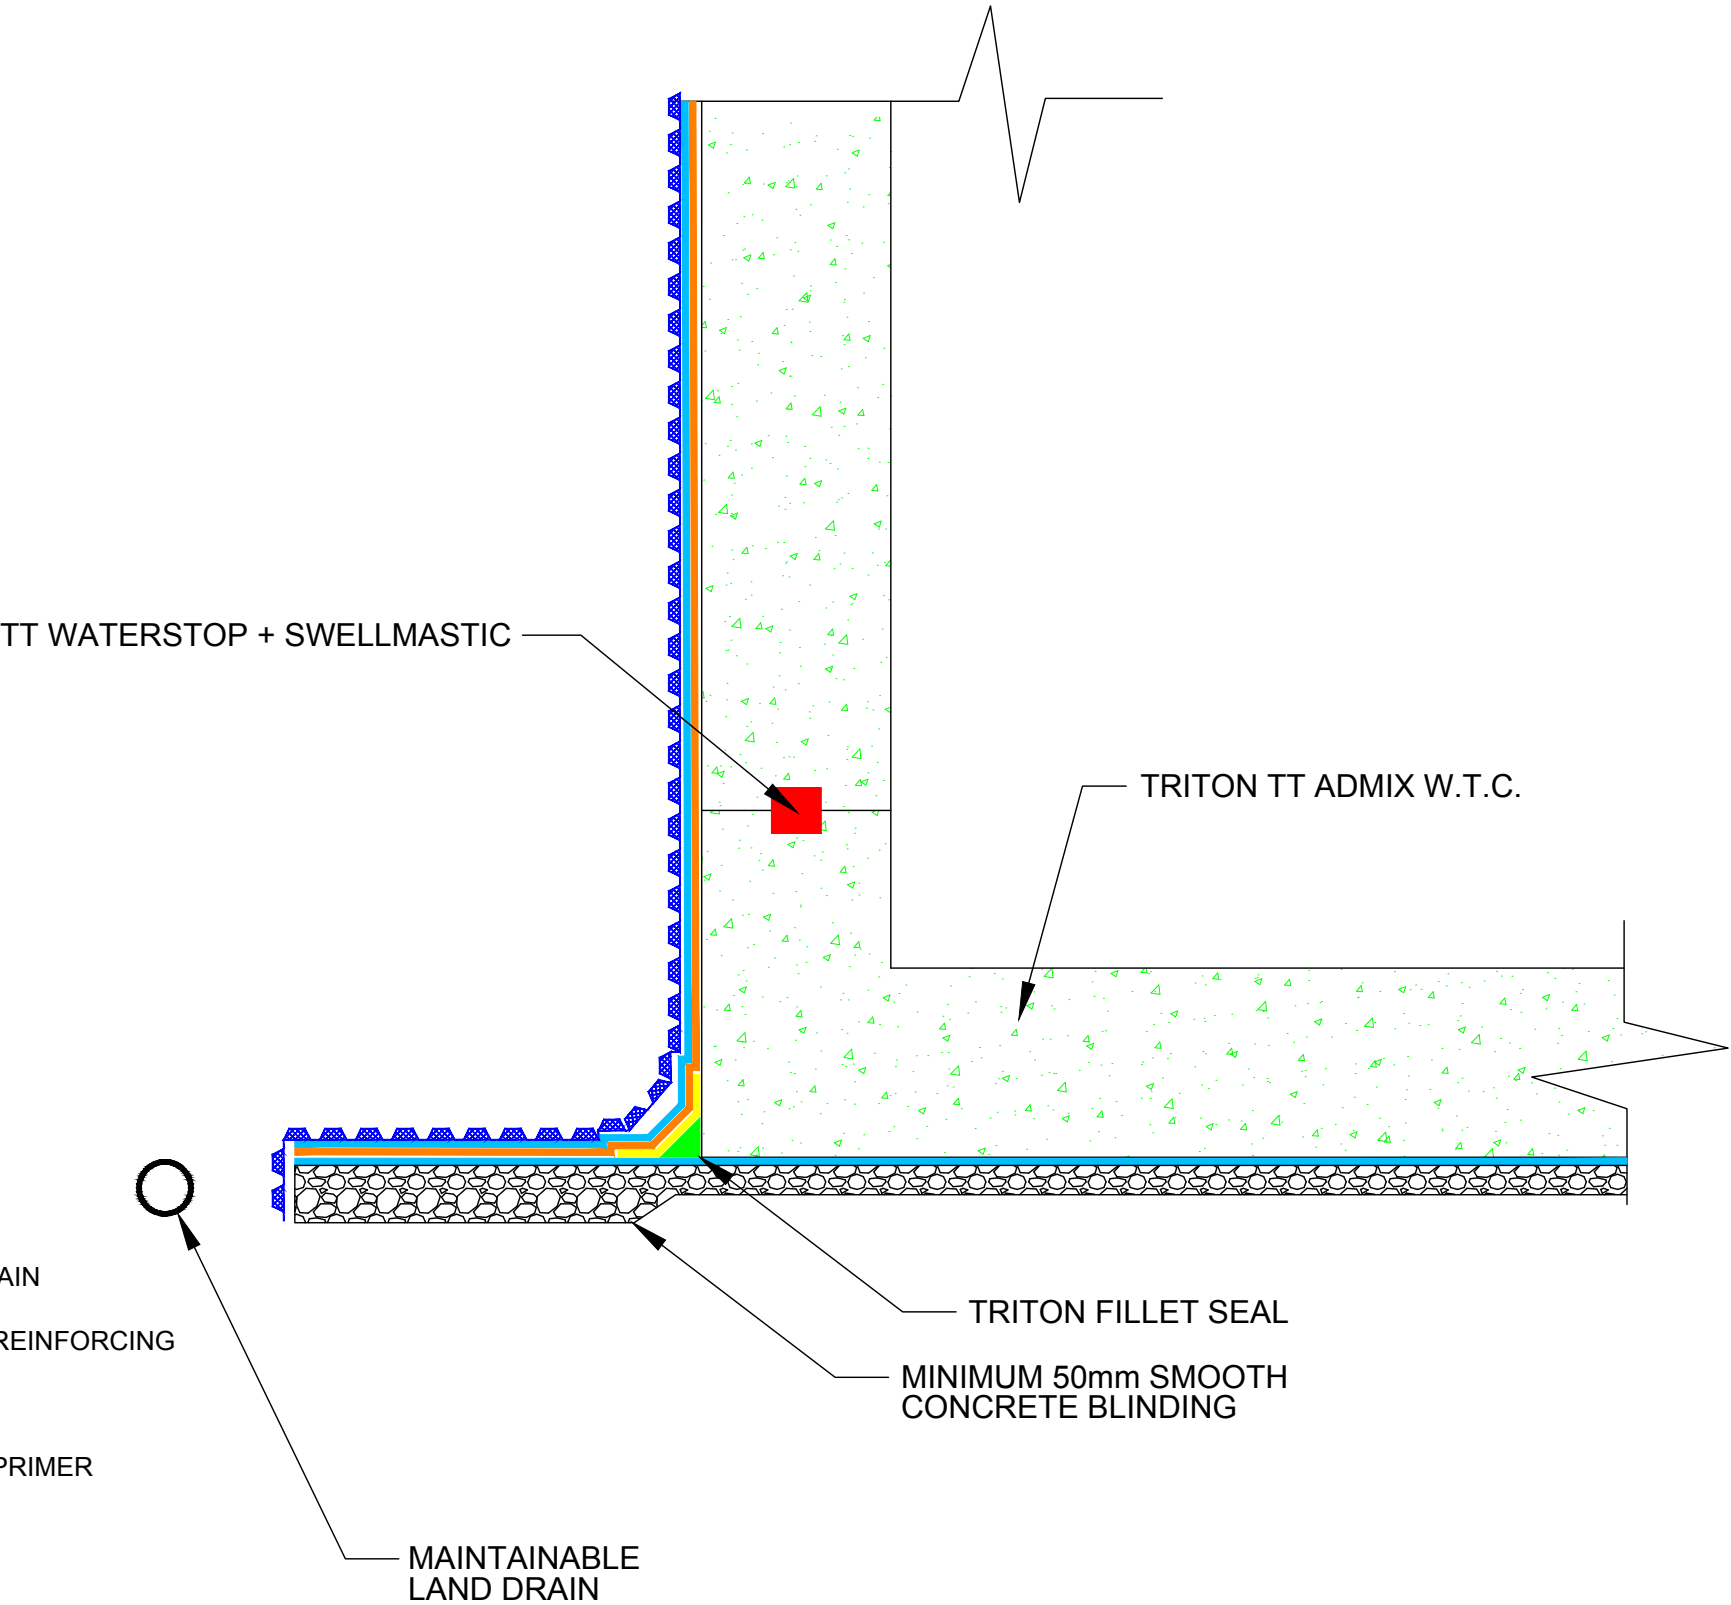 TT WATERSTOP + SWELLMASTIC
TRITON TT ADMIX W.T.C.
AIN
REINFORCING
TRITON FILLET SEAL
MINIMUM 50mm SMOOTH
CONCRETE BLINDING
PRIMER
MAINTAINABLE
LAND DRAIN